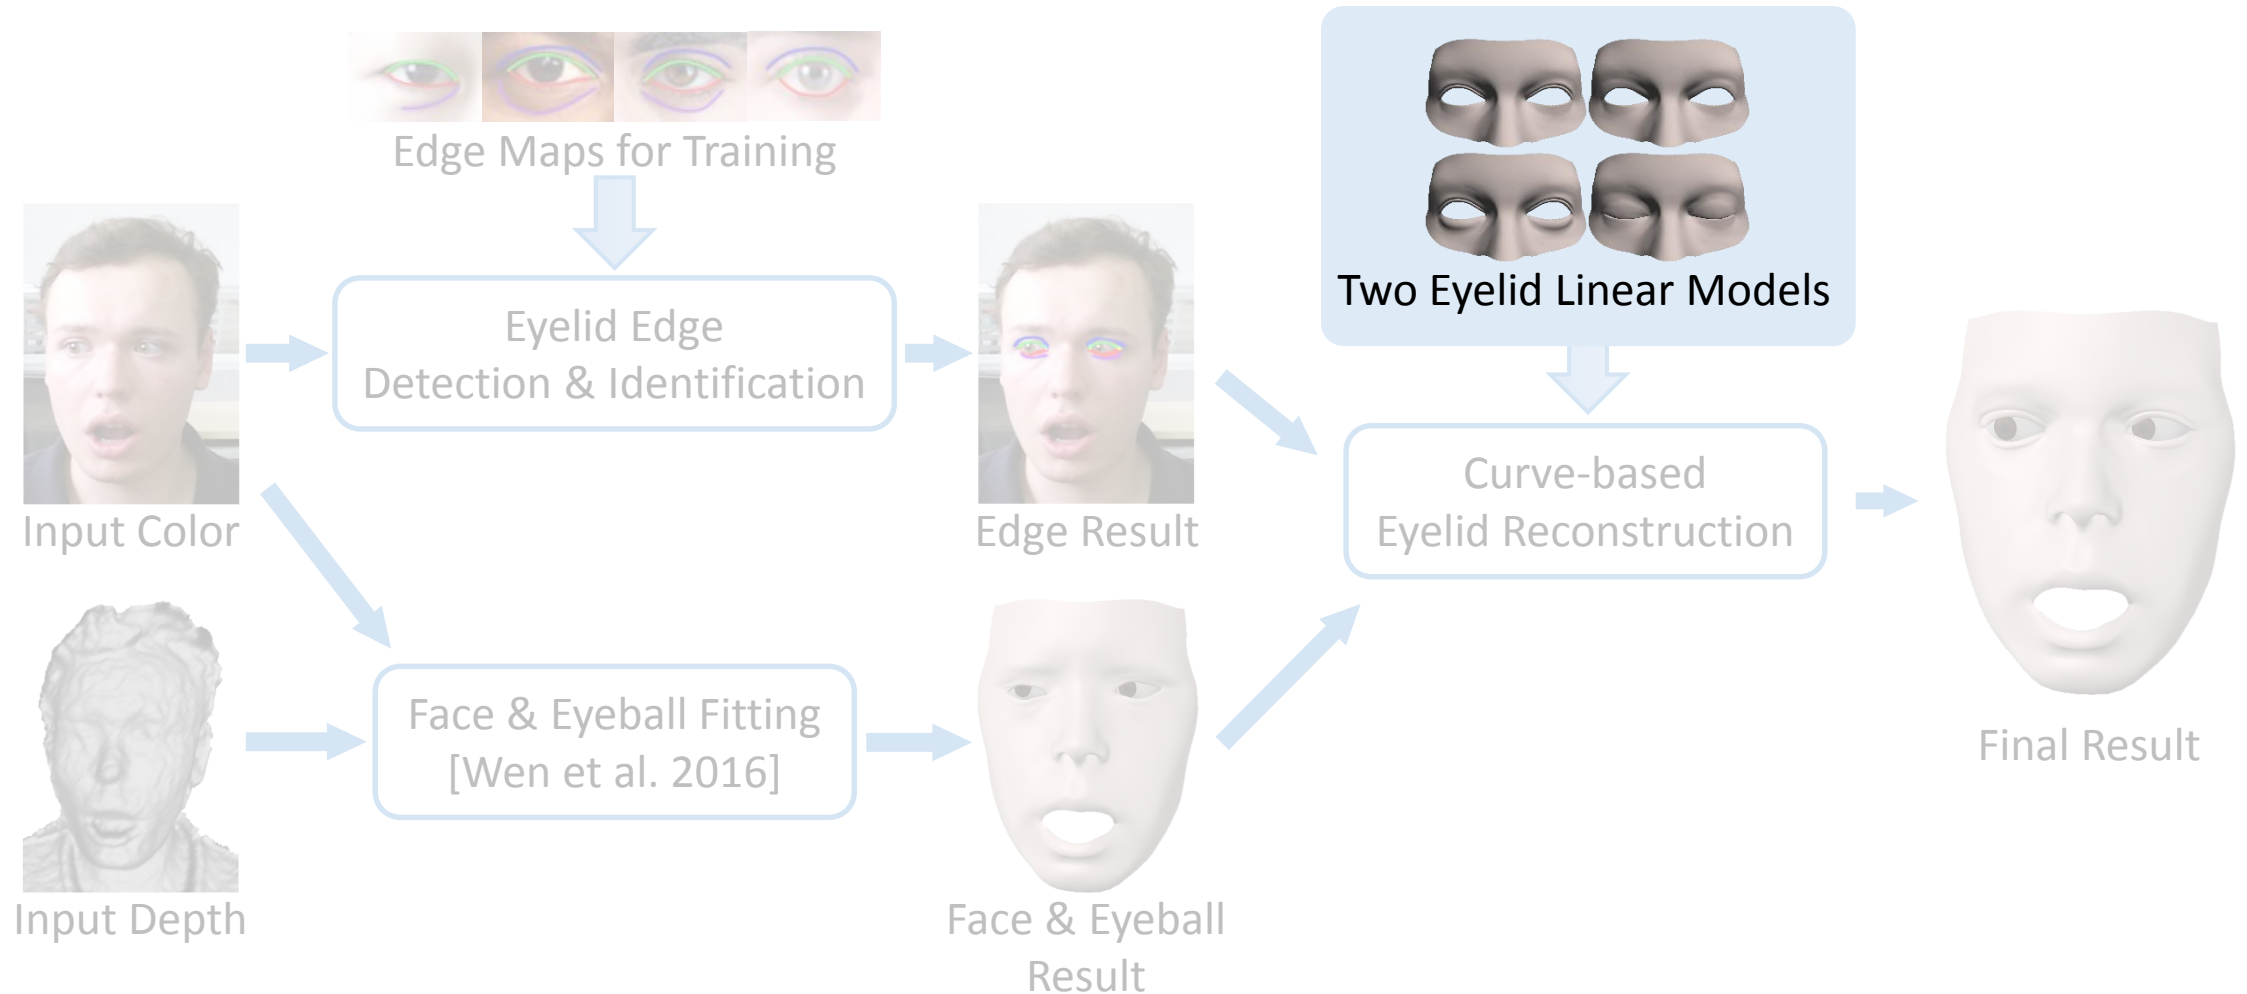 Edge Maps for Training
Two Eyelid Linear Models
Eyelid Edge
Detection & Identification
Input Color
Edge Result
Curve-based
Eyelid Reconstruction
Face & Eyeball Fitting
[Wen et al. 2016]
Final Result
Input Depth
Face & Eyeball
Result